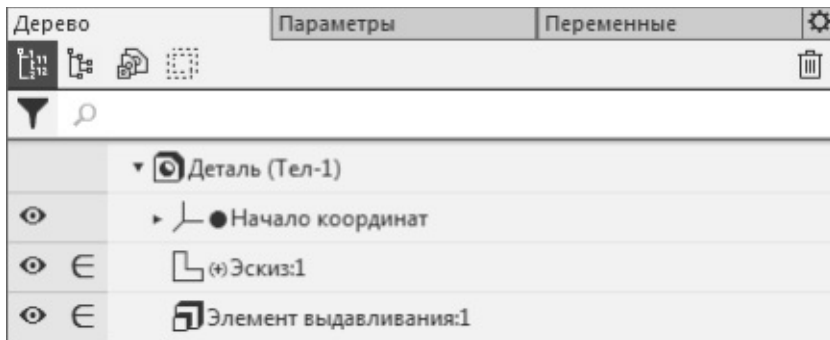 Дерево Параметры Переменные
Деталь (Тел-1)
Начало координат
(+)Эскиз:1
Элемент выдавливания:1